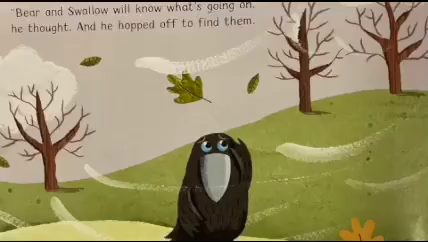 "Bear and Swallow will know what's going on,
he thought. And he hopped off to find them.